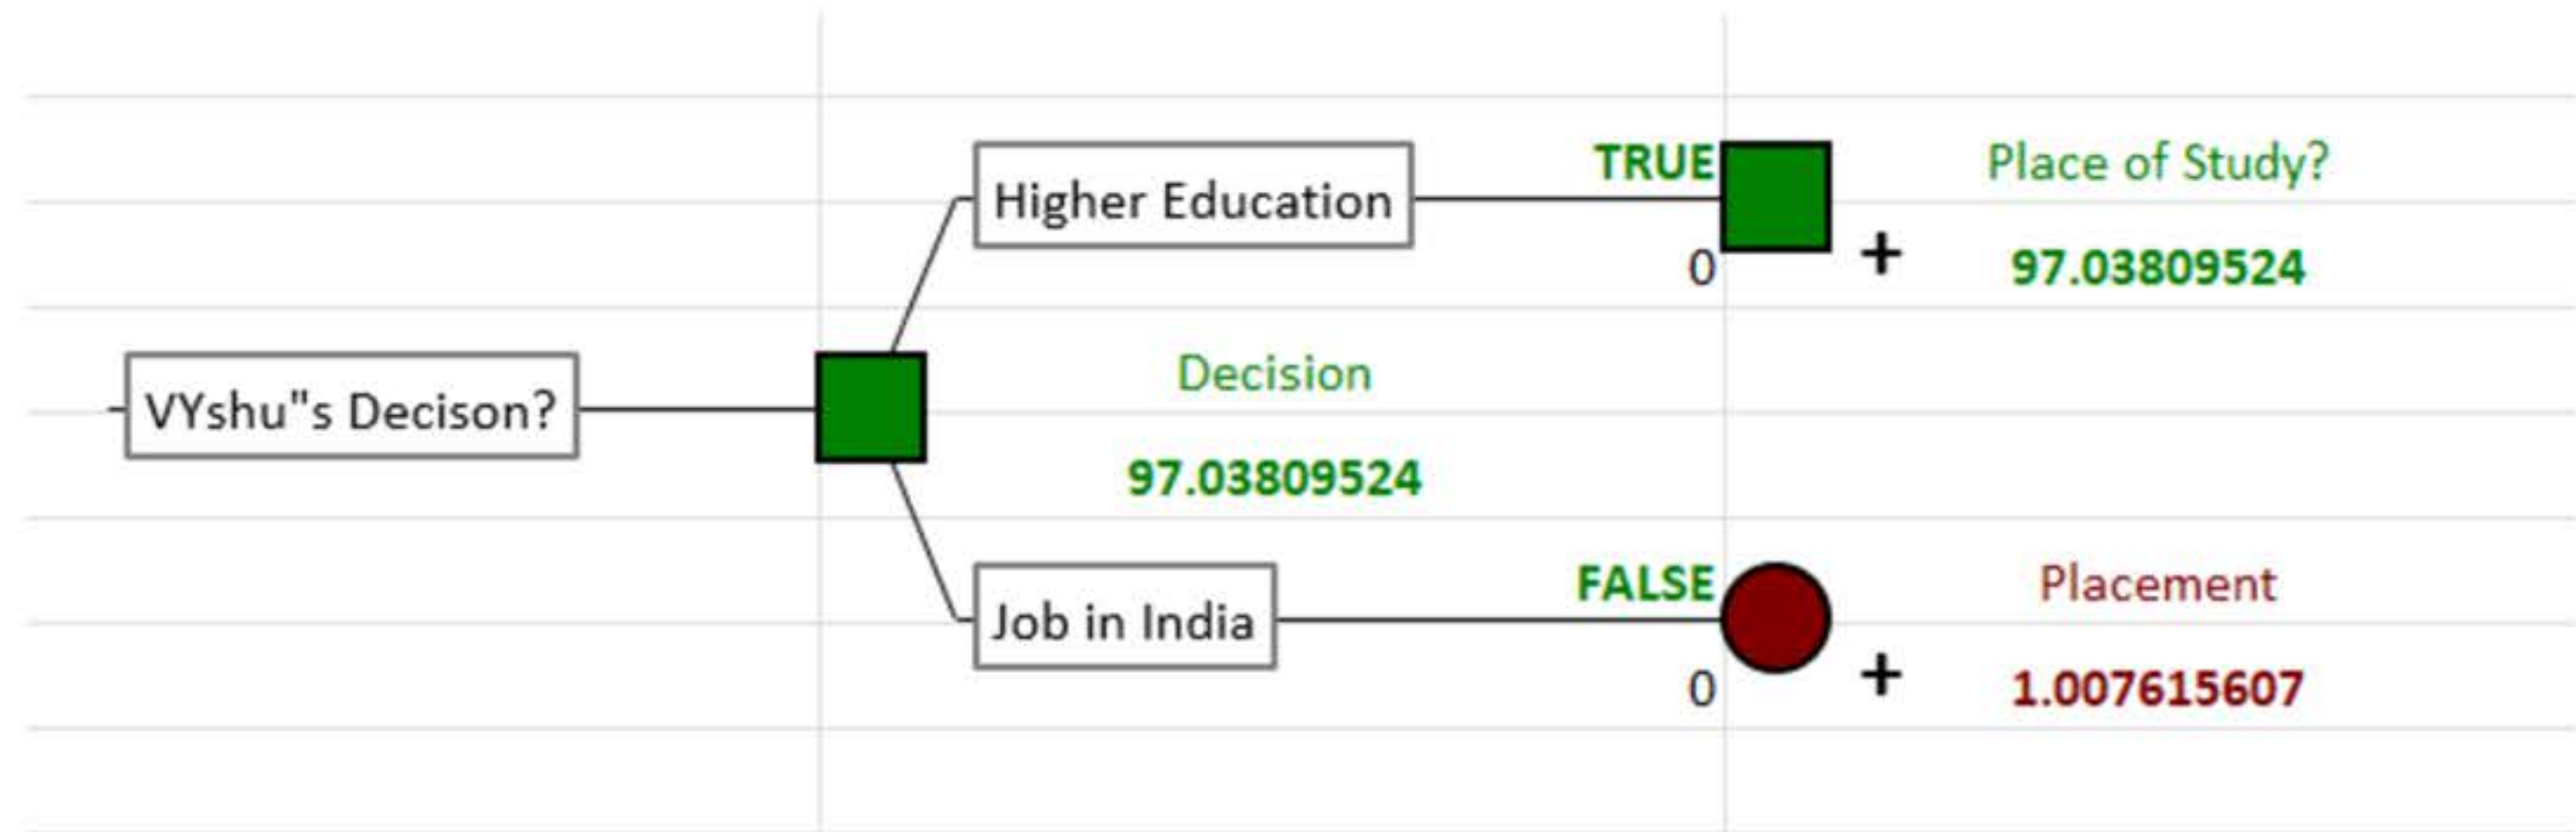 TRUE
Place of Study?
Higher Education
0
+
97.03809524
Decision
VYshu"s Decison?
97.03809524
FALSE
Placement
Job in India
0
+
1.007615607